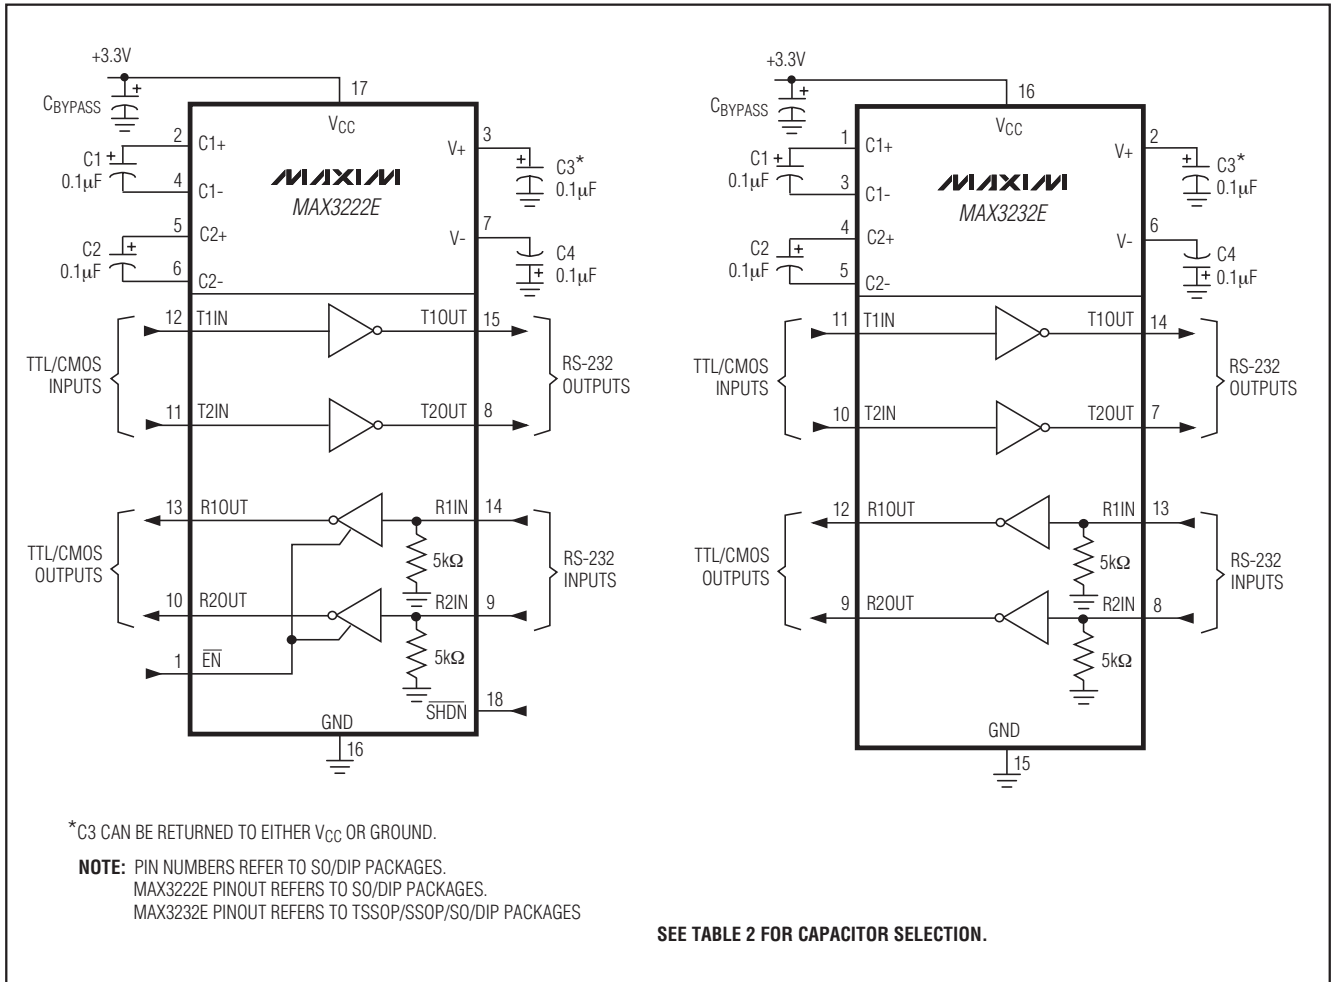 +3.3V
CBYPASS
17
VCC
2
C1+
C1
0.1µF
4
C1-
5
C2+
C2
0.1µF
6
C2-
MAXIM
MAX3222E
3
V+
C3*
0.1µF
7
V-
C4
0.1µF
TTL/CMOS
INPUTS
12
T1IN
T1OUT
15
11
T2IN
T2OUT
8
RS-232
OUTPUTS
TTL/CMOS
OUTPUTS
13
R1OUT
R1IN
14
5kΩ
10
R2OUT
R2IN
9
5kΩ
RS-232
INPUTS
1
EN
SHDN
18
GND
16
+3.3V
CBYPASS
16
VCC
1
C1+
C1
0.1µF
3
C1-
4
C2+
C2
0.1µF
5
C2-
MAXIM
MAX3232E
2
V+
C3*
0.1µF
6
V-
C4
0.1µF
TTL/CMOS
INPUTS
11
T1IN
T1OUT
14
10
T2IN
T2OUT
7
RS-232
OUTPUTS
TTL/CMOS
OUTPUTS
12
R1OUT
R1IN
13
5kΩ
9
R2OUT
R2IN
8
5kΩ
RS-232
INPUTS
GND
15
*C3 CAN BE RETURNED TO EITHER VCC OR GROUND.
NOTE: PIN NUMBERS REFER TO SO/DIP PACKAGES.
MAX3222E PINOUT REFERS TO SO/DIP PACKAGES.
MAX3232E PINOUT REFERS TO TSSOP/SSOP/SO/DIP PACKAGES
SEE TABLE 2 FOR CAPACITOR SELECTION.